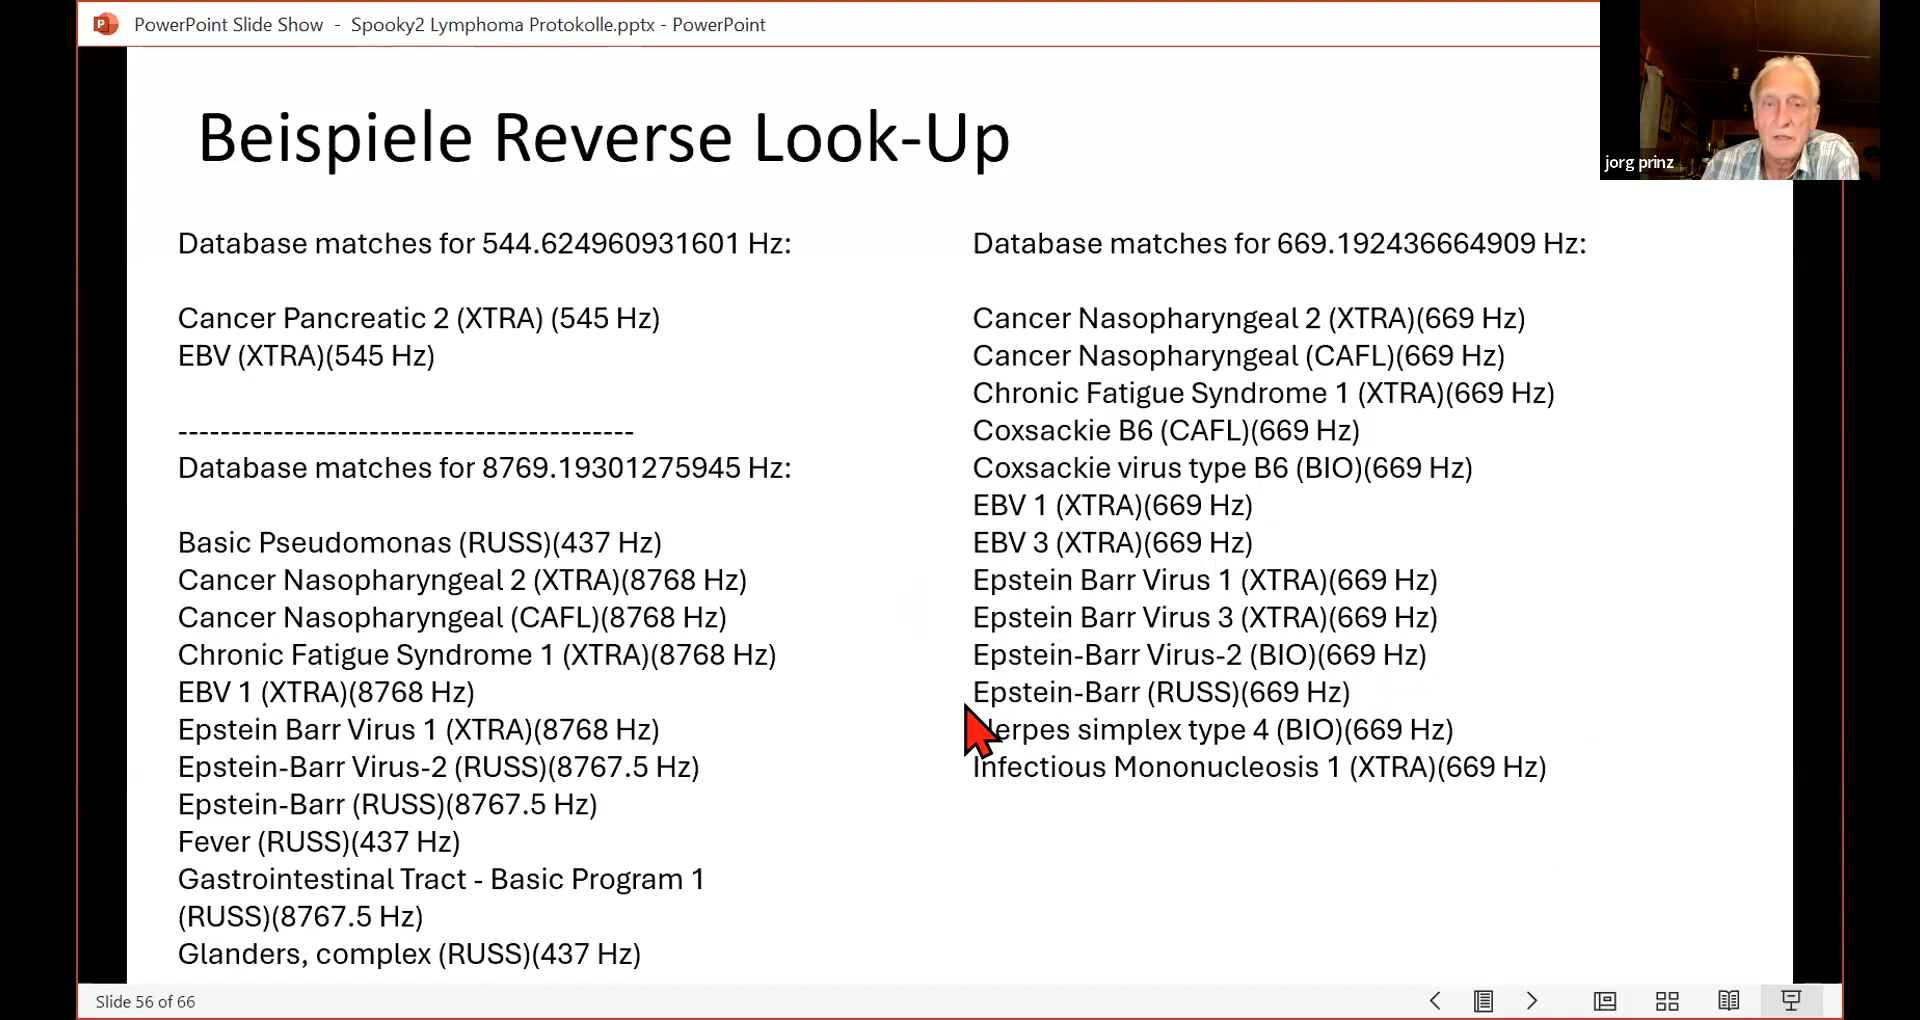 PowerPoint Slide Show - Spooky2 Lymphoma Protokolle.pptx - PowerPoint
jorg prinz
Beispiele Reverse Look-Up
Database matches for 544.624960931601 Hz:
Cancer Pancreatic 2 (XTRA) (545 Hz)
EBV (XTRA)(545 Hz)
-------------------------------------------
Database matches for 8769.19301275945 Hz:
Basic Pseudomonas (RUSS)(437 Hz)
Cancer Nasopharyngeal 2 (XTRA)(8768 Hz)
Cancer Nasopharyngeal (CAFL)(8768 Hz)
Chronic Fatigue Syndrome 1 (XTRA)(8768 Hz)
EBV 1 (XTRA)(8768 Hz)
Epstein Barr Virus 1 (XTRA)(8768 Hz)
Epstein-Barr Virus-2 (RUSS)(8767.5 Hz)
Epstein-Barr (RUSS)(8767.5 Hz)
Fever (RUSS)(437 Hz)
Gastrointestinal Tract - Basic Program 1
(RUSS)(8767.5 Hz)
Glanders, complex (RUSS)(437 Hz)
Database matches for 669.192436664909 Hz:
Cancer Nasopharyngeal 2 (XTRA)(669 Hz)
Cancer Nasopharyngeal (CAFL)(669 Hz)
Chronic Fatigue Syndrome 1 (XTRA)(669 Hz)
Coxsackie B6 (CAFL)(669 Hz)
Coxsackie virus type B6 (BIO)(669 Hz)
EBV 1 (XTRA)(669 Hz)
EBV 3 (XTRA)(669 Hz)
Epstein Barr Virus 1 (XTRA)(669 Hz)
Epstein Barr Virus 3 (XTRA)(669 Hz)
Epstein-Barr Virus-2 (BIO)(669 Hz)
Epstein-Barr (RUSS)(669 Hz)
Herpes simplex type 4 (BIO)(669 Hz)
Infectious Mononucleosis 1 (XTRA)(669 Hz)
Slide 56 of 66